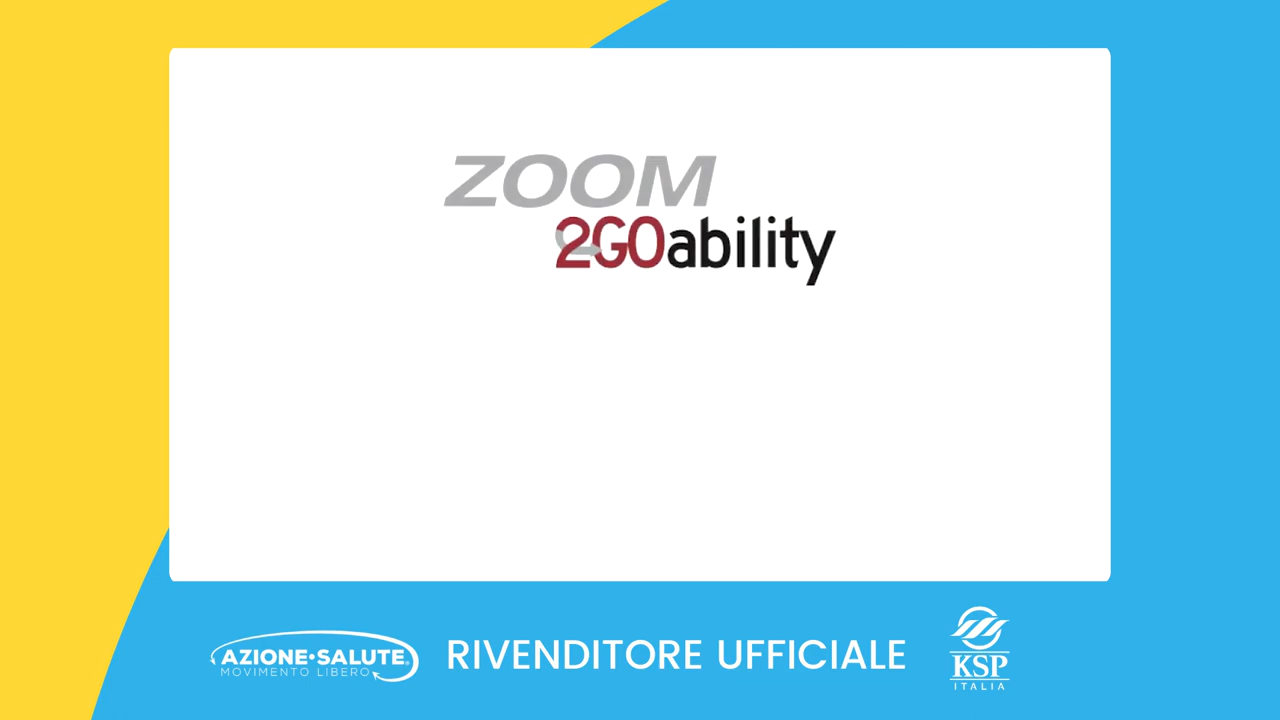 ZOOM
2GOability
AZIONE•SALUTE®
MOVIMENTO LIBERO
RIVENDITORE UFFICIALE
KSP
ITALIA